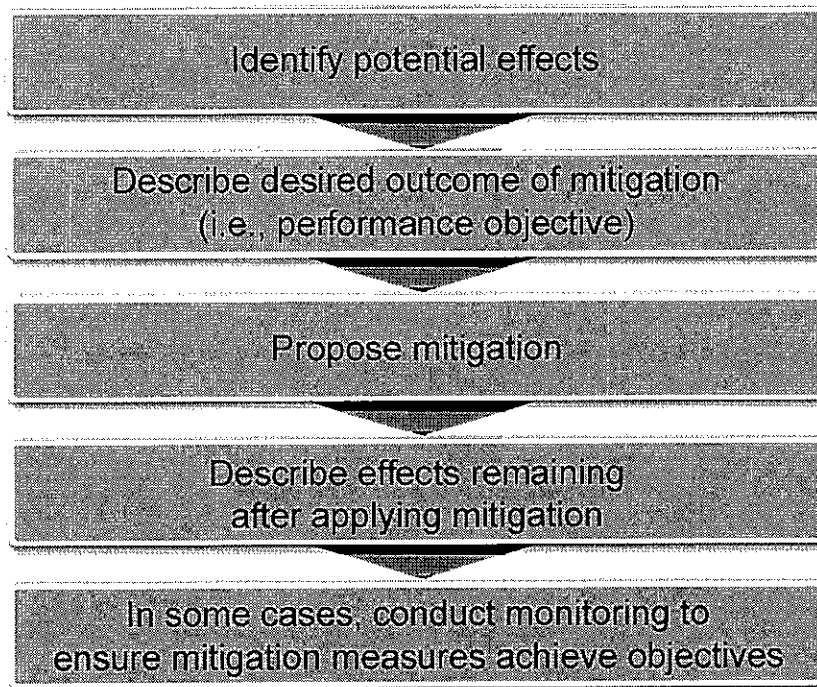 Identify potential effects
Describe desired outcome of mitigation
(i.e., performance objective)
Propose mitigation
Describe effects remaining
after applying mitigation
In some cases, conduct monitoring to
ensure mitigation measures achieve objectives